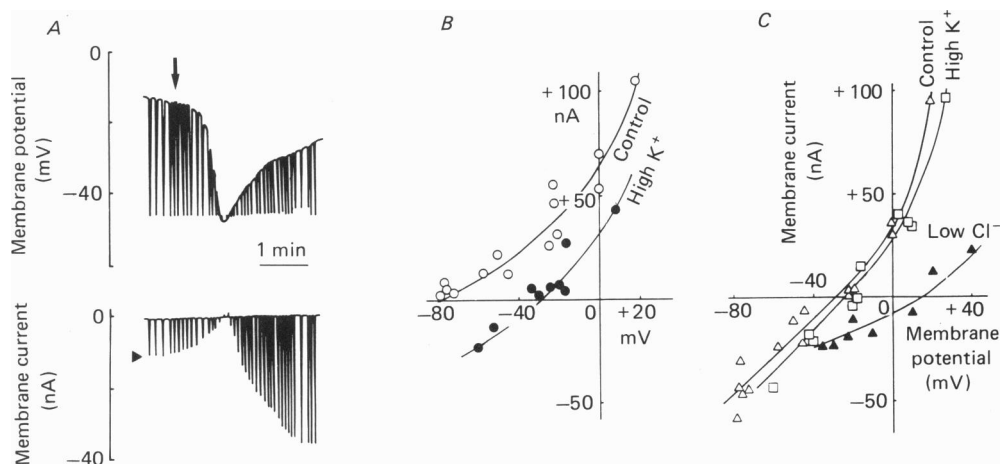 A
0
−40
Membrane potential
(mV)
1 min
0
−40
Membrane current
(nA)
B
+ 100
nA
+ 50
Control
High K+
−80
−40
0
+20
mV
−50
C
Membrane current
(nA)
+ 100
+ 50
Control
High K+
Low Cl−
−80
−40
0
+ 40
Membrane
potential
(mV)
−50